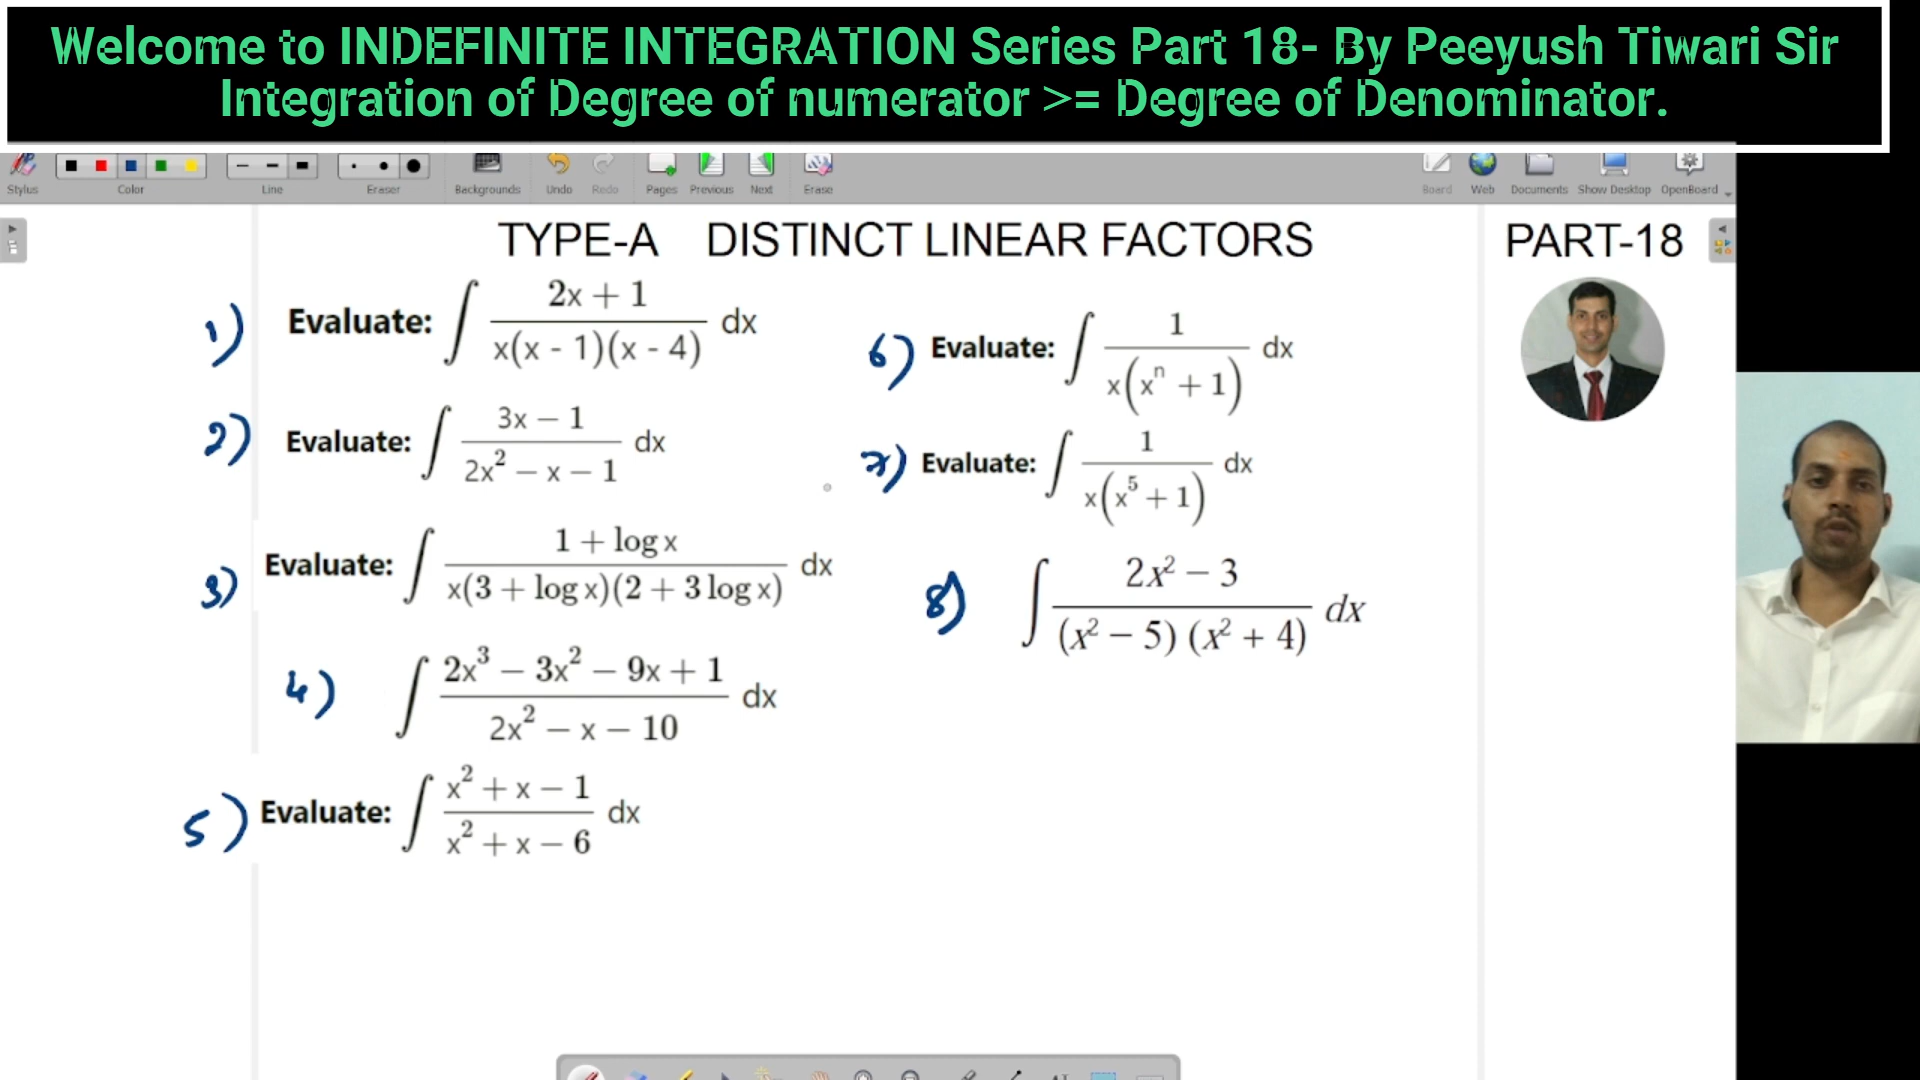 Welcome to INDEFINITE INTEGRATION Series Part 18- By Peeyush Tiwari Sir
Integration of Degree of numerator >= Degree of Denominator.
Stylus Color Line Eraser Backgrounds Undo Redo Pages Previous Next Erase Board Web Documents Show Desktop OpenBoard
TYPE-A DISTINCT LINEAR FACTORS PART-18
1) Evaluate: ∫ (2x + 1)/(x(x - 1)(x - 4)) dx
2) Evaluate: ∫ (3x − 1)/(2x² − x − 1) dx
3) Evaluate: ∫ (1 + log x)/(x(3 + log x)(2 + 3 log x)) dx
4) ∫ (2x³ − 3x² − 9x + 1)/(2x² − x − 10) dx
5) Evaluate: ∫ (x² + x − 1)/(x² + x − 6) dx
6) Evaluate: ∫ 1/(x(xⁿ + 1)) dx
7) Evaluate: ∫ 1/(x(x⁵ + 1)) dx
8) ∫ (2x² − 3)/((x² − 5) (x² + 4)) dx